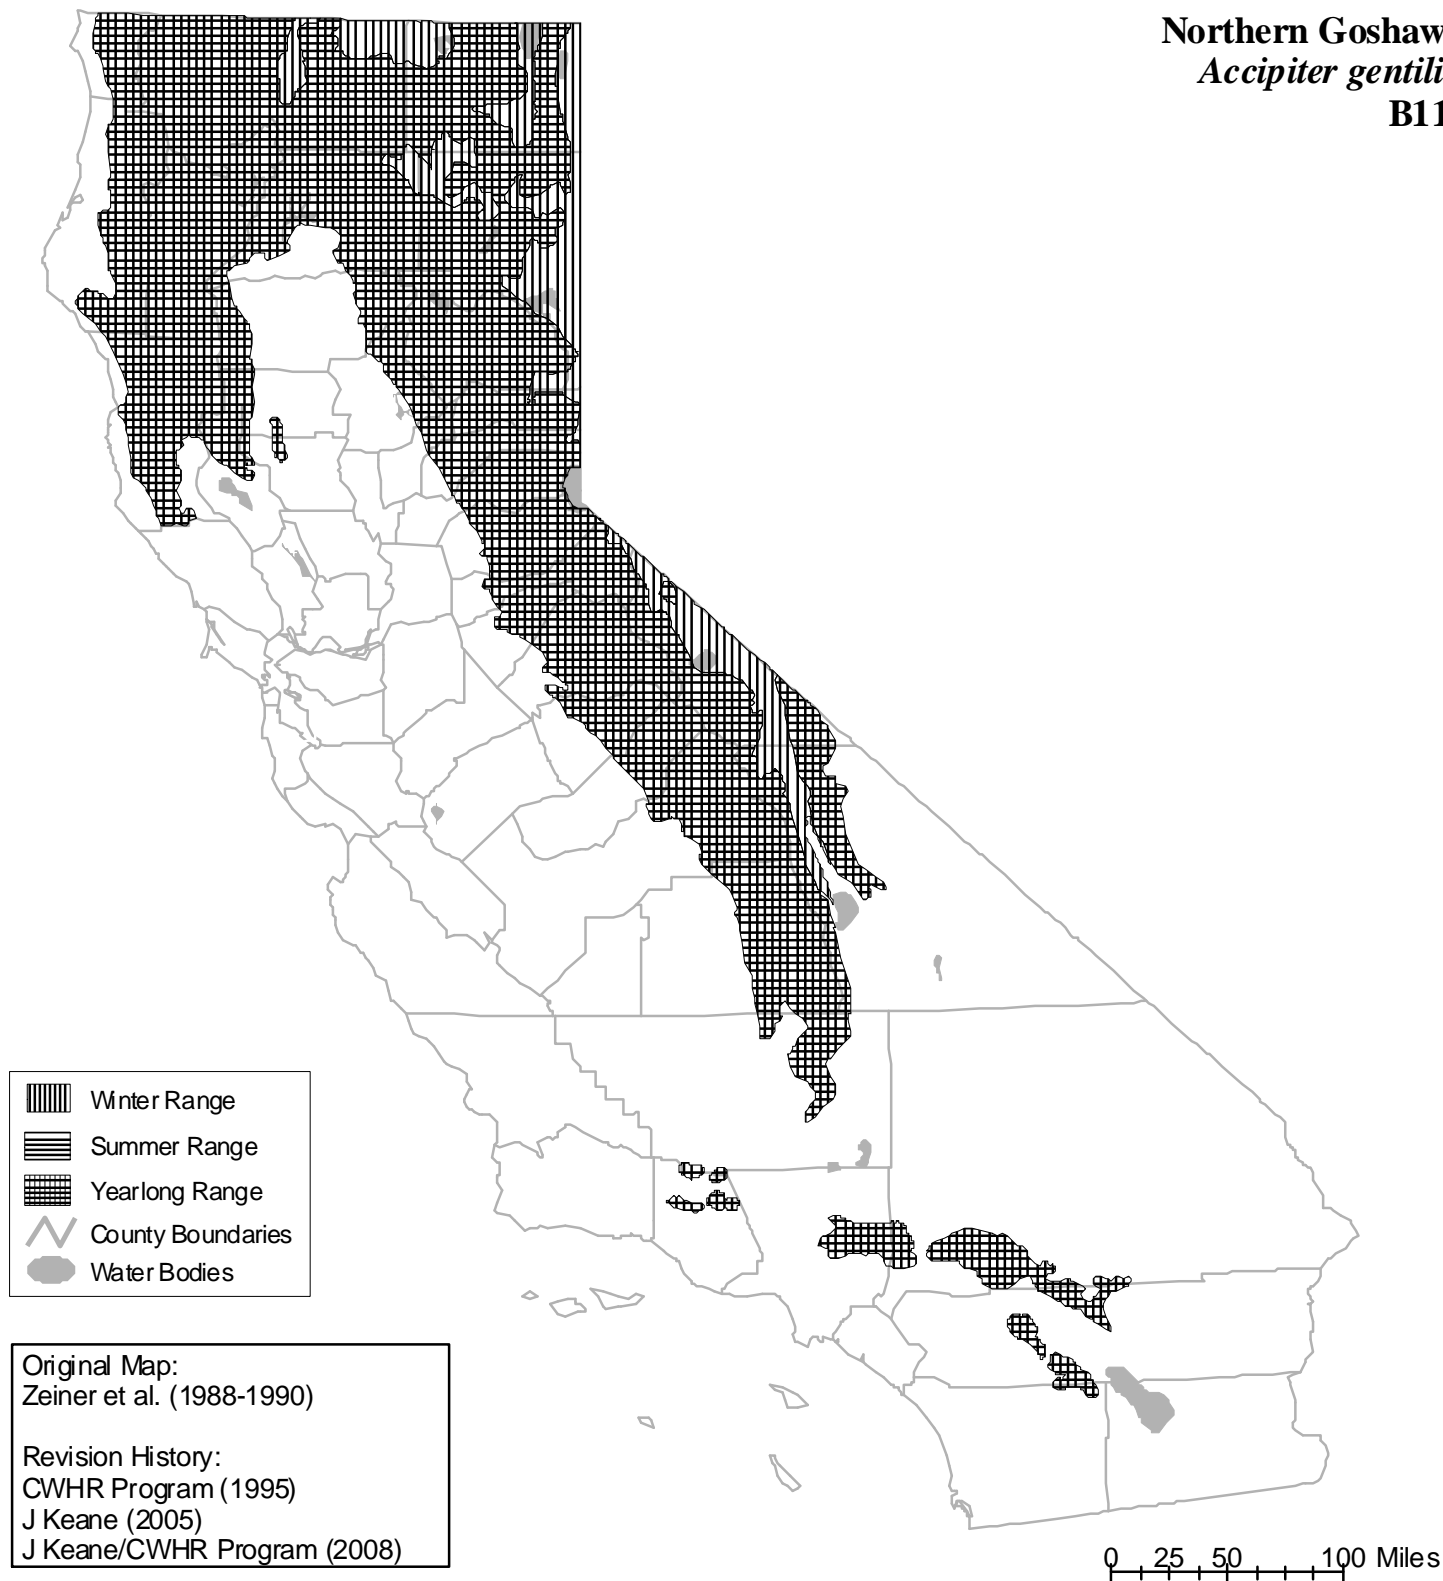 Northern Goshaw
Accipiter gentili
B11
Winter Range
Summer Range
Yearlong Range
County Boundaries
Water Bodies
Original Map:
Zeiner et al. (1988-1990)
Revision History:
CWHR Program (1995)
J Keane (2005)
J Keane/CWHR Program (2008)
0 25 50 100 Miles